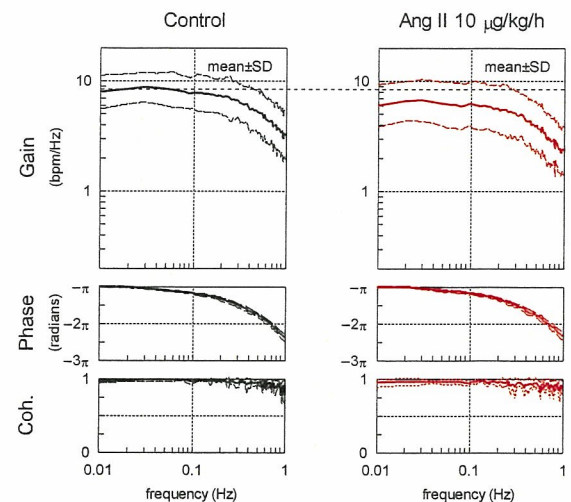 Control
Ang II 10 μg/kg/h
mean±SD
mean±SD
Gain
(bpm/Hz)
10
1
10
1
Phase
(radians)
−π
−2π
−3π
−π
−2π
−3π
Coh.
1
0
1
0
0.01
0.1
1
0.01
0.1
1
frequency (Hz)
frequency (Hz)